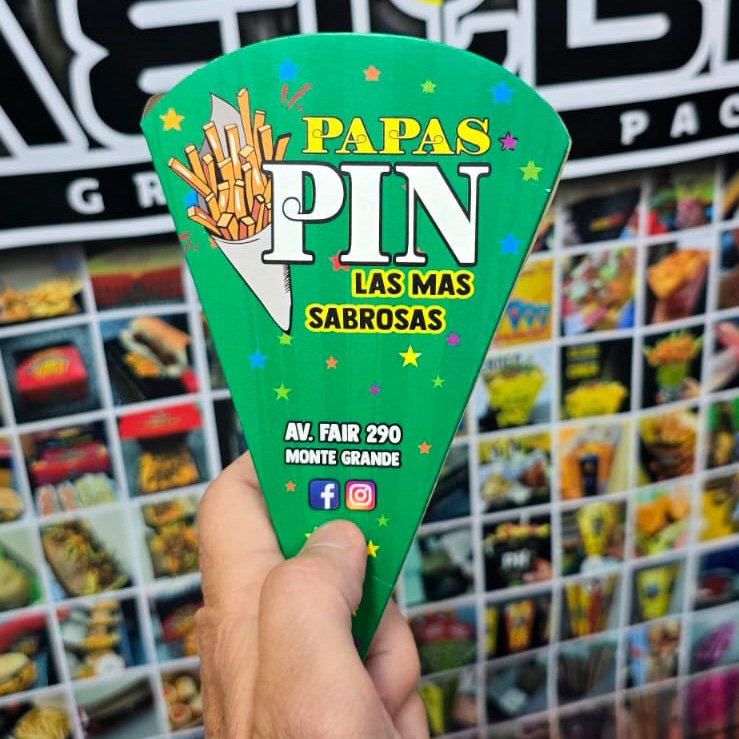 PAPAS
PIN
LAS MAS
SABROSAS
AV. FAIR 290
MONTE GRANDE